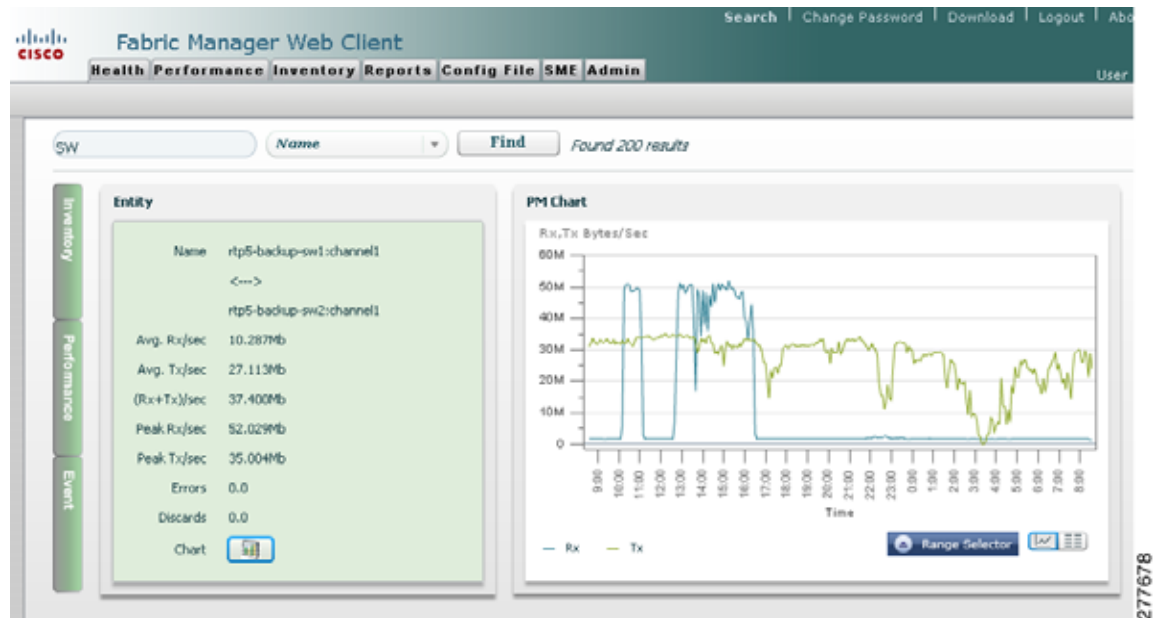 Search | Change Password | Download | Logout | Abo
CISCO
Fabric Manager Web Client
Health Performance Inventory Reports Config File SME Admin
User
SW
Name
Find
Found 200 results
Inventory
Performance
Event
Entity
Name rtp5-backup-sw1:channel1
<--->
rtp5-backup-sw2:channel1
Avg. Rx/sec 10.287Mb
Avg. Tx/sec 27.113Mb
(Rx+Tx)/sec 37.400Mb
Peak Rx/sec 52.029Mb
Peak Tx/sec 35.004Mb
Errors 0.0
Discards 0.0
Chart
PM Chart
Rx,Tx Bytes/Sec
60M
50M
40M
30M
20M
10M
0
9:00 10:00 11:00 12:00 13:00 14:00 15:00 16:00 17:00 18:00 19:00 20:00 21:00 22:00 23:00 0:00 1:00 2:00 3:00 4:00 5:00 6:00 7:00 8:00
Time
Rx Tx
Range Selector
277678